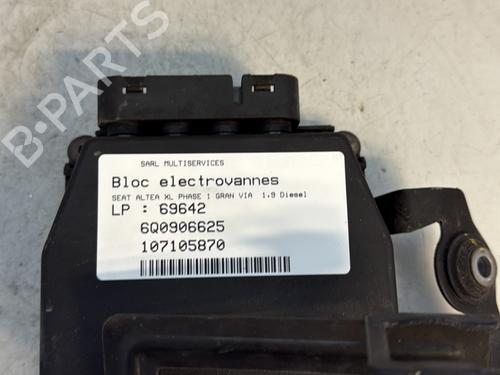 B-PARTS
SARL MULTISERVICES
Bloc electrovannes
SEAT ALTEA XL PHASE 1 GRAN VIA 1.9 Diesel
LP : 69642
6Q0906625
107105870